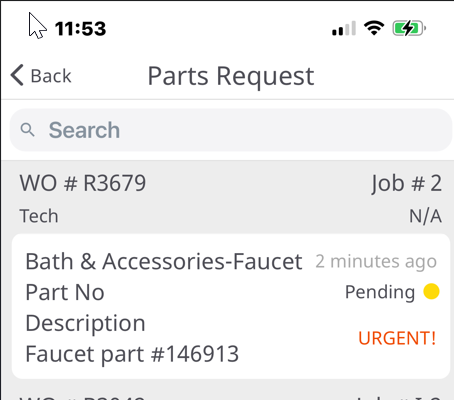 11:53
Back Parts Request
Search
WO # R3679 Job # 2
Tech N/A
Bath & Accessories-Faucet 2 minutes ago
Part No Pending
Description
URGENT!
Faucet part #146913